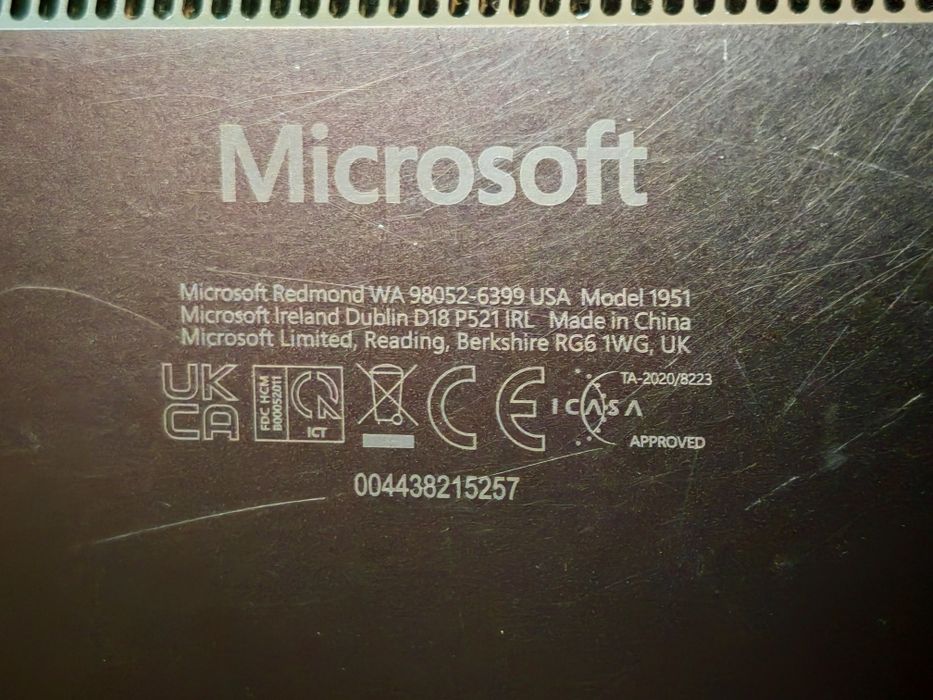 Microsoft
Microsoft Redmond WA 98052-6399 USA Model 1951
Microsoft Ireland Dublin D18 P521 IRL Made in China
Microsoft Limited, Reading, Berkshire RG6 1WG, UK
UK
CA
FDC HCM
B00052011
ICT
CE
TA-2020/8223
ICASA
APPROVED
004438215257